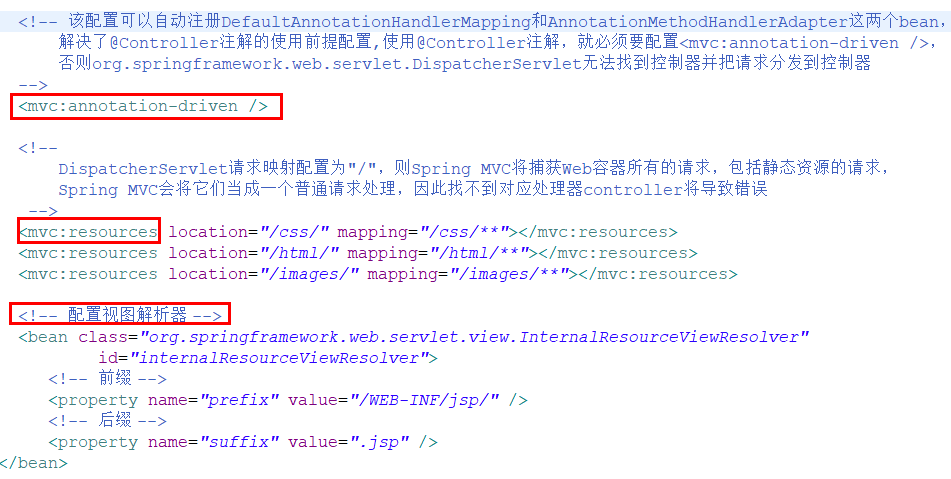 <!-- 该配置可以自动注册DefaultAnnotationHandlerMapping和AnnotationMethodHandlerAdapter这两个bean,
解决了@Controller注解的使用前提配置,使用@Controller注解，就必须要配置<mvc:annotation-driven />,
否则org.springframework.web.servlet.DispatcherServlet无法找到控制器并把请求分发到控制器
-->
<mvc:annotation-driven />
<!--
DispatcherServlet请求映射配置为"/"，则Spring MVC将捕获Web容器所有的请求，包括静态资源的请求，
Spring MVC会将它们当成一个普通请求处理，因此找不到对应处理器controller将导致错误
-->
<mvc:resources location="/css/" mapping="/css/**"></mvc:resources>
<mvc:resources location="/html/" mapping="/html/**"></mvc:resources>
<mvc:resources location="/images/" mapping="/images/**"></mvc:resources>
<!-- 配置视图解析器 -->
<bean class="org.springframework.web.servlet.view.InternalResourceViewResolver"
id="internalResourceViewResolver">
<!-- 前缀 -->
<property name="prefix" value="/WEB-INF/jsp/" />
<!-- 后缀 -->
<property name="suffix" value=".jsp" />
</bean>